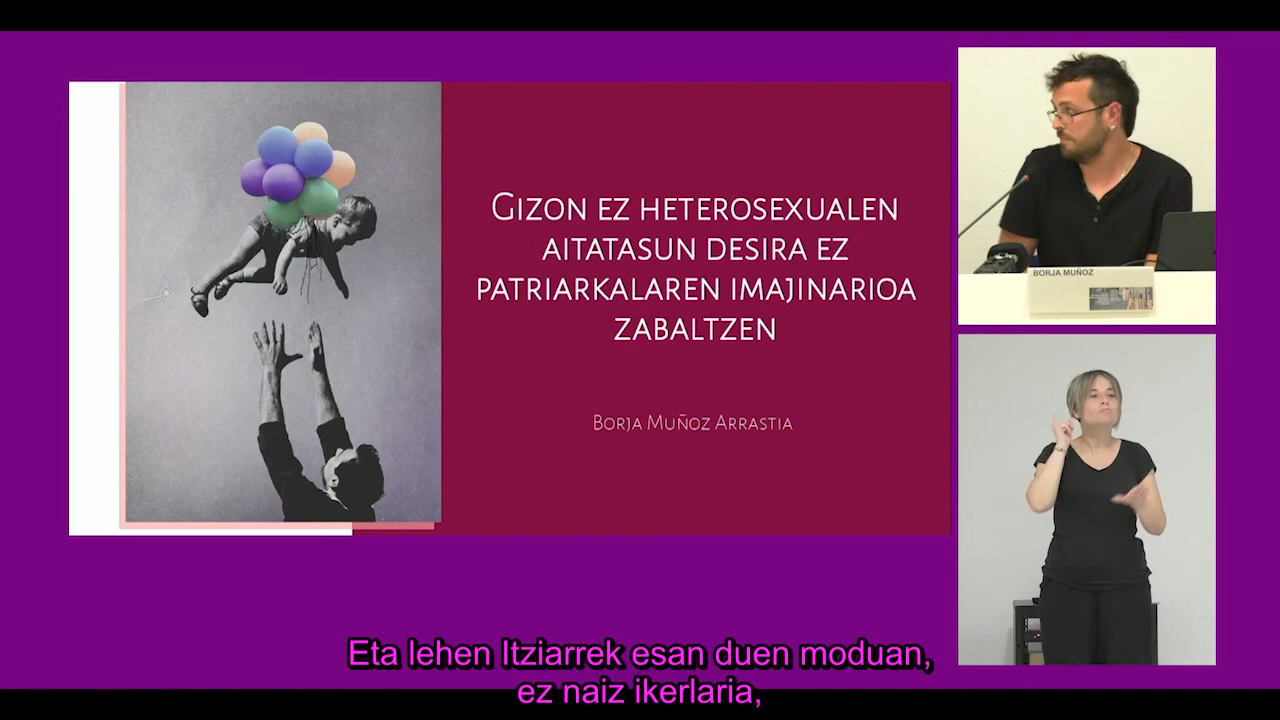 GIZON EZ HETEROSEXUALEN
AITATASUN DESIRA EZ
PATRIARKALAREN IMAJINARIOA
ZABALTZEN
BORJA MUÑOZ ARRASTIA
BORJA MUÑOZ
Eta lehen Itziarrek esan duen moduan,
ez naiz ikerlaria,